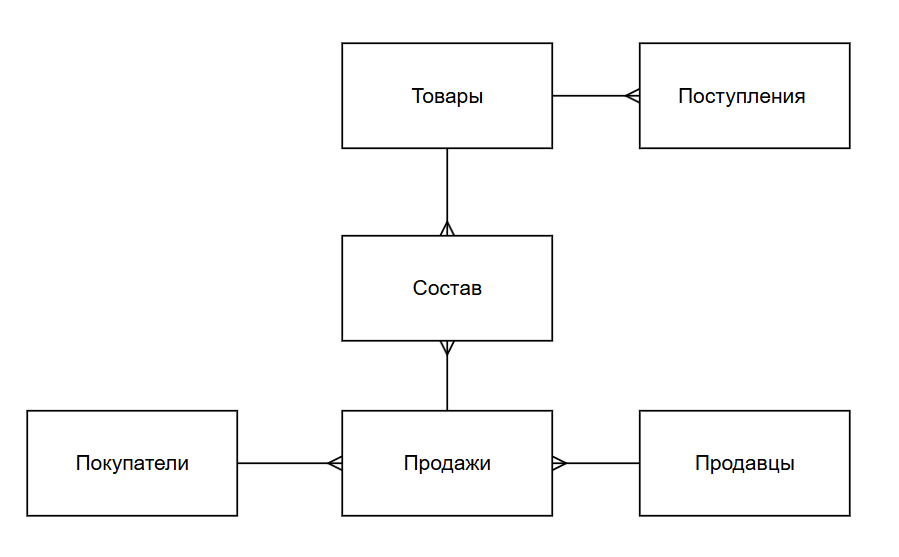 Товары
Поступления
Состав
Покупатели
Продажи
Продавцы